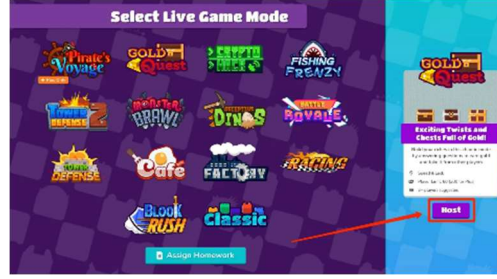 Select Live Game Mode
Pirate's Voyage
GOLD Quest
CRYPTO HACK
FISHING FRENZY
TOWER DEFENSE 2
MONSTER BRAWL
DECEPTIVE DINOS
BATTLE ROYALE
TOWER DEFENSE
Café
FACTORY
RACING
BLOOK RUSH
Classic
Assign Homework
GOLD Quest
Exciting Twists and
Chests Full of Gold!
Host